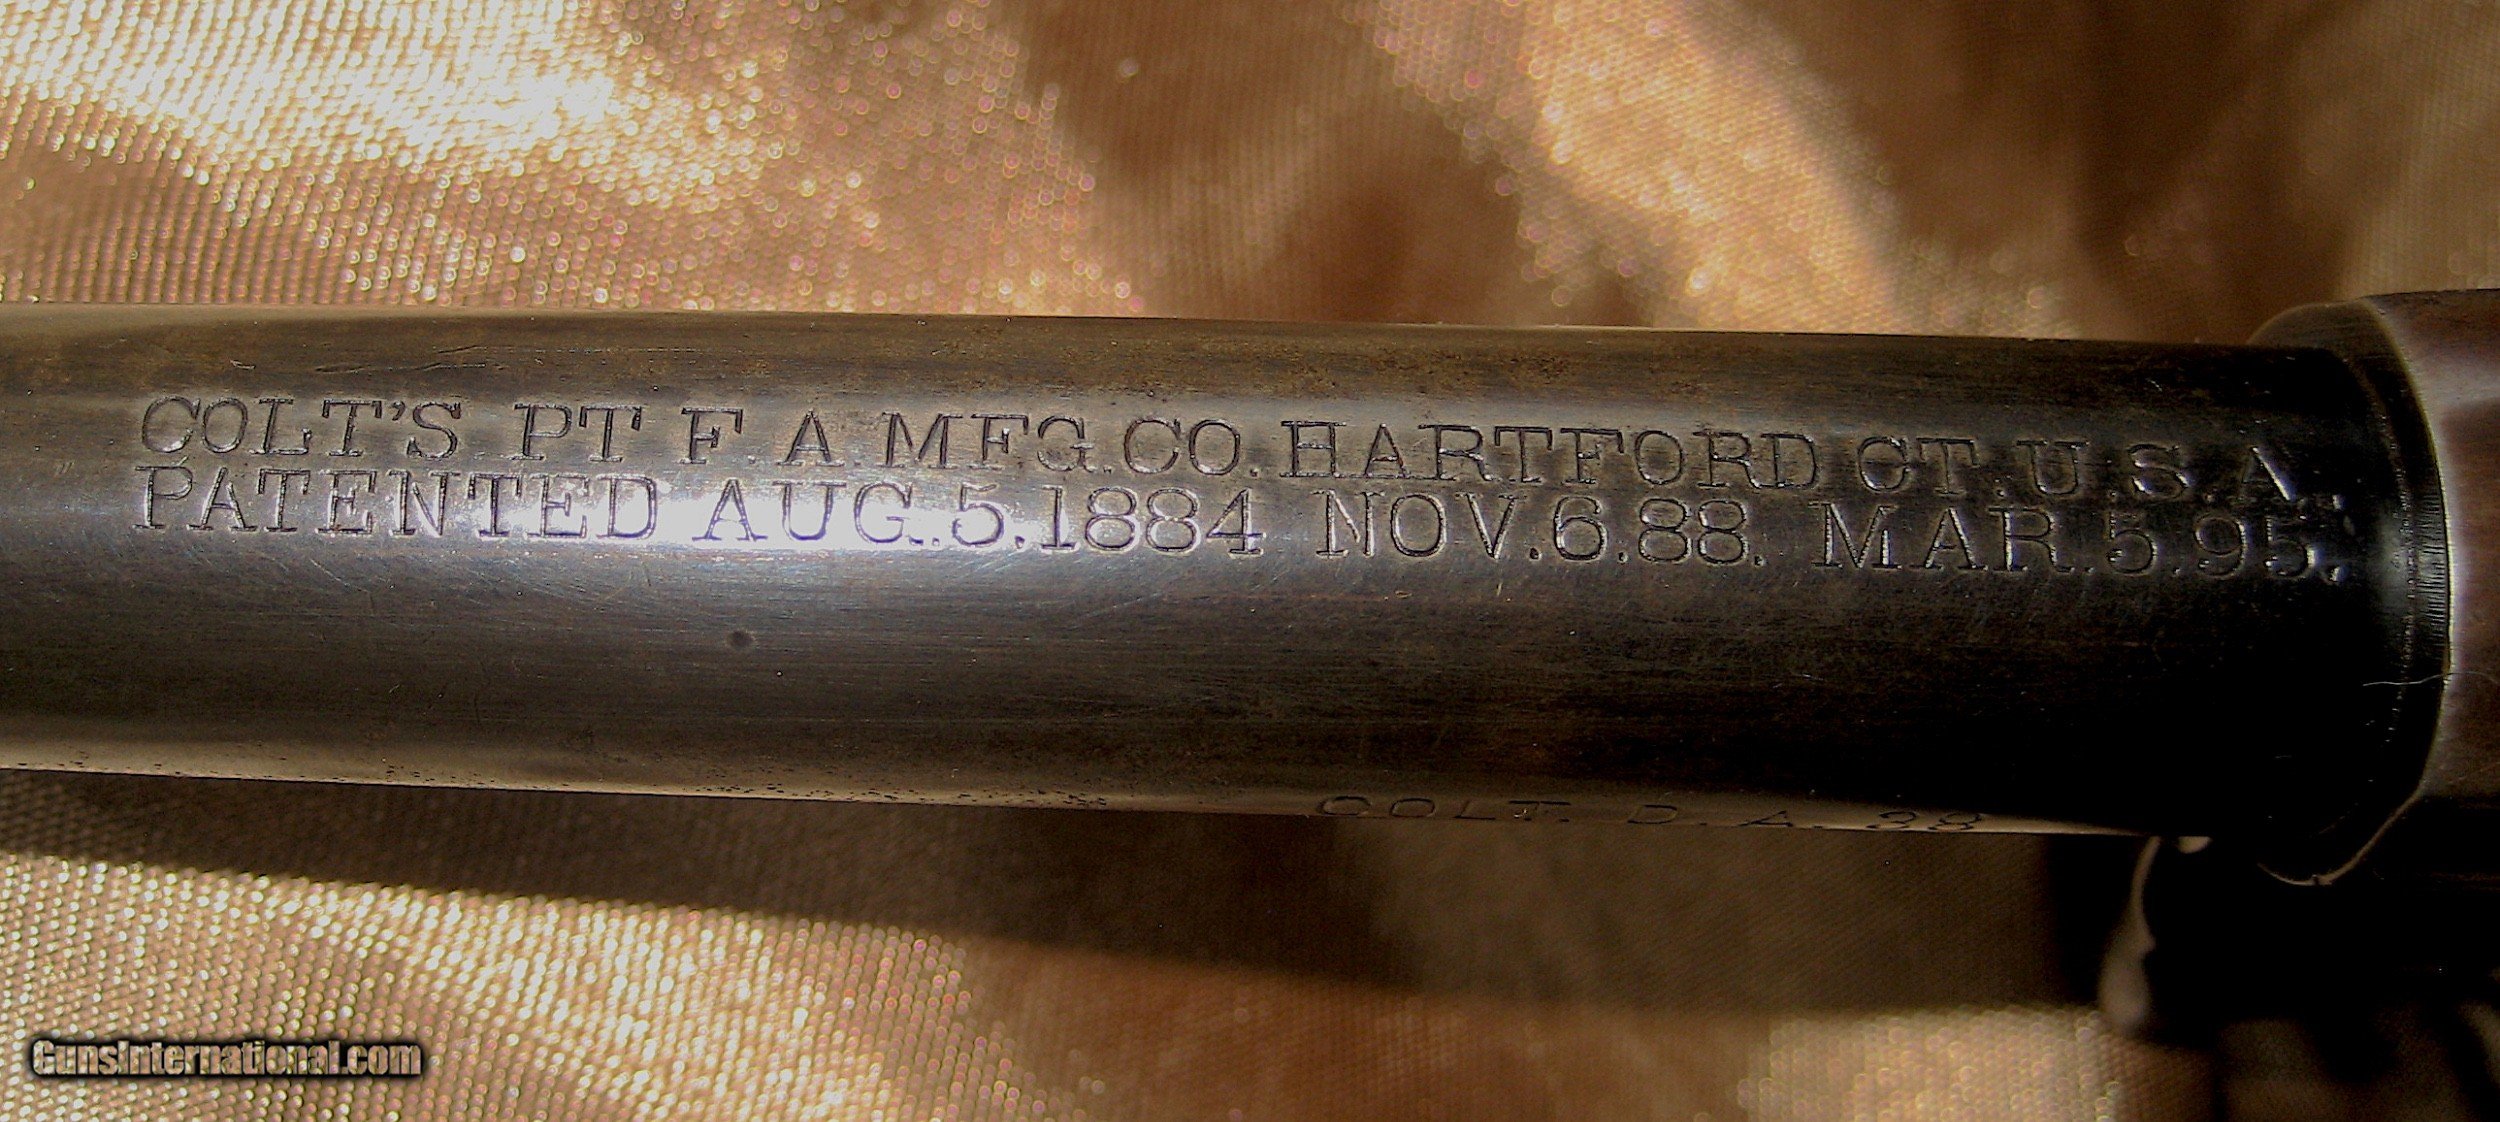 COLT'S PT F.A.MFG.CO.HARTFORD CT.U.S.A.
PATENTED AUG.5.1884 NOV.6.88. MAR.5.95.
COLT. D.A. 38
GunsInternational.com